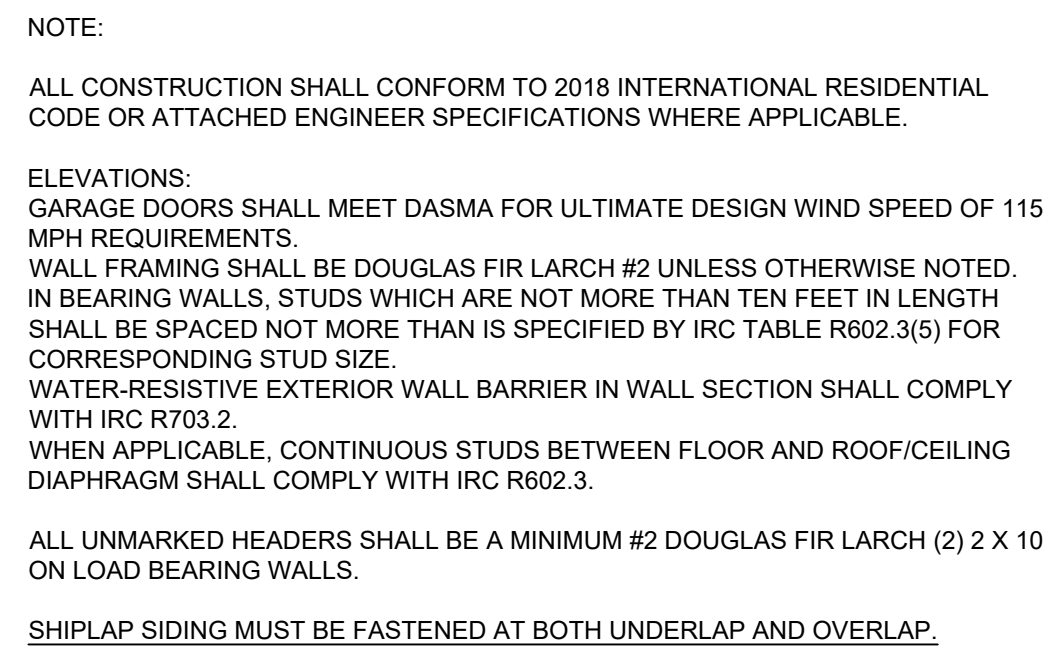 NOTE:
ALL CONSTRUCTION SHALL CONFORM TO 2018 INTERNATIONAL RESIDENTIAL
CODE OR ATTACHED ENGINEER SPECIFICATIONS WHERE APPLICABLE.
ELEVATIONS:
GARAGE DOORS SHALL MEET DASMA FOR ULTIMATE DESIGN WIND SPEED OF 115
MPH REQUIREMENTS.
WALL FRAMING SHALL BE DOUGLAS FIR LARCH #2 UNLESS OTHERWISE NOTED.
IN BEARING WALLS, STUDS WHICH ARE NOT MORE THAN TEN FEET IN LENGTH
SHALL BE SPACED NOT MORE THAN IS SPECIFIED BY IRC TABLE R602.3(5) FOR
CORRESPONDING STUD SIZE.
WATER-RESISTIVE EXTERIOR WALL BARRIER IN WALL SECTION SHALL COMPLY
WITH IRC R703.2.
WHEN APPLICABLE, CONTINUOUS STUDS BETWEEN FLOOR AND ROOF/CEILING
DIAPHRAGM SHALL COMPLY WITH IRC R602.3.
ALL UNMARKED HEADERS SHALL BE A MINIMUM #2 DOUGLAS FIR LARCH (2) 2 X 10
ON LOAD BEARING WALLS.
SHIPLAP SIDING MUST BE FASTENED AT BOTH UNDERLAP AND OVERLAP.